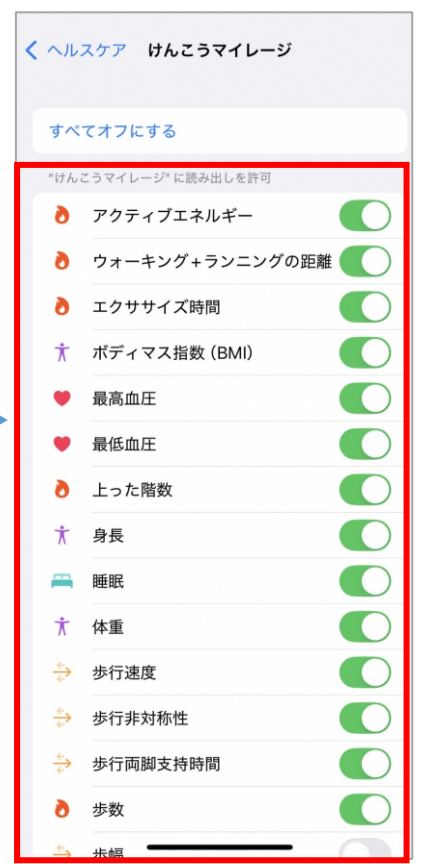 ヘルスケア けんこうマイレージ
すべてオフにする
"けんこうマイレージ" に読み出しを許可
アクティブエネルギー
ウォーキング+ランニングの距離
エクササイズ時間
ボディマス指数 (BMI)
最高血圧
最低血圧
上った階数
身長
睡眠
体重
歩行速度
歩行非対称性
歩行両脚支持時間
歩数
歩幅